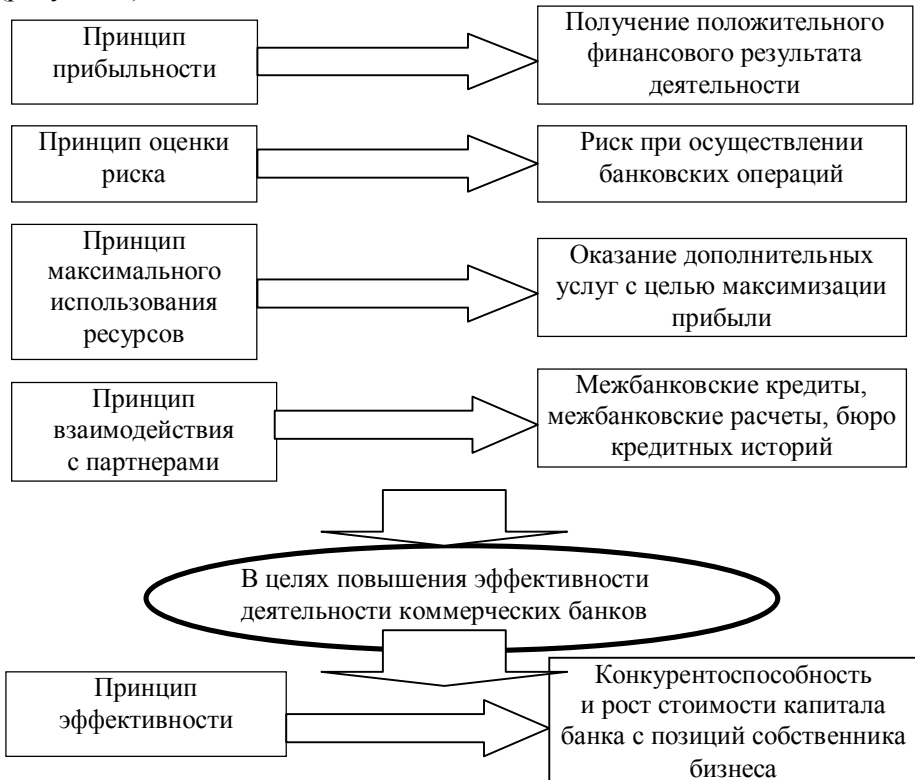 Принцип
прибыльности
Получение положительного
финансового результата
деятельности
Принцип оценки
риска
Риск при осуществлении
банковских операций
Принцип
максимального
использования
ресурсов
Оказание дополнительных
услуг с целью максимизации
прибыли
Принцип
взаимодействия
с партнерами
Межбанковские кредиты,
межбанковские расчеты, бюро
кредитных историй
В целях повышения эффективности
деятельности коммерческих банков
Принцип
эффективности
Конкурентоспособность
и рост стоимости капитала
банка с позиций собственника
бизнеса